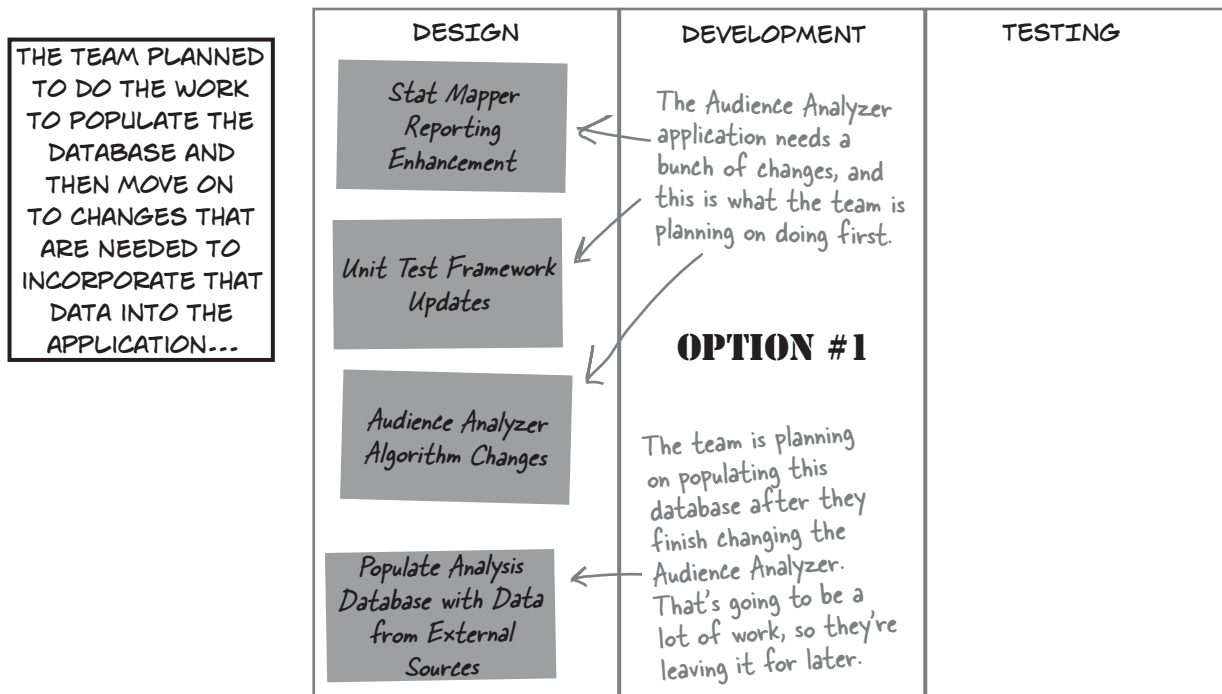 THE TEAM PLANNED
TO DO THE WORK
TO POPULATE THE
DATABASE AND
THEN MOVE ON
TO CHANGES THAT
ARE NEEDED TO
INCORPORATE THAT
DATA INTO THE
APPLICATION...
DESIGN
Stat Mapper
Reporting
Enhancement
Unit Test Framework
Updates
Audience Analyzer
Algorithm Changes
Populate Analysis
Database with Data
from External
Sources
DEVELOPMENT
The Audience Analyzer
application needs a
bunch of changes, and
this is what the team is
planning on doing first.
OPTION #1
The team is planning
on populating this
database after they
finish changing the
Audience Analyzer.
That's going to be a
lot of work, so they're
leaving it for later.
TESTING